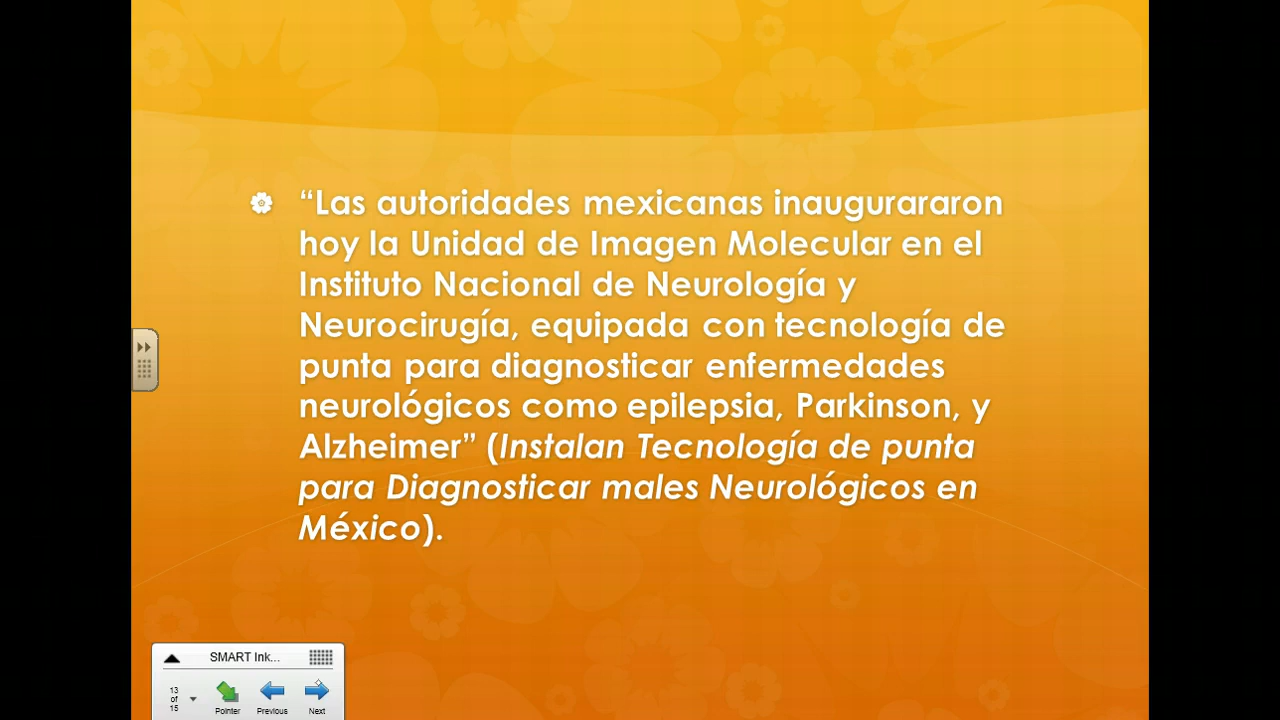 “Las autoridades mexicanas inaugurararon
hoy la Unidad de Imagen Molecular en el
Instituto Nacional de Neurología y
Neurocirugía, equipada con tecnología de
punta para diagnosticar enfermedades
neurológicos como epilepsia, Parkinson, y
Alzheimer” (Instalan Tecnología de punta
para Diagnosticar males Neurológicos en
México).
SMART Ink...
13
of
15
Pointer
Previous
Next